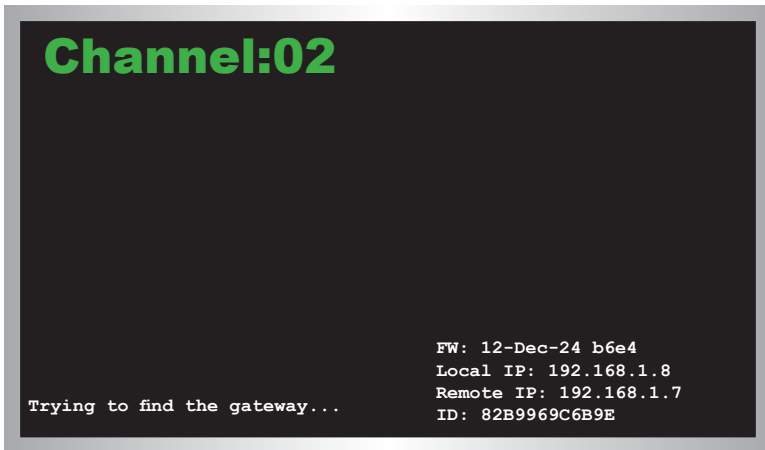 Channel:02
FW: 12-Dec-24 b6e4
Local IP: 192.168.1.8
Remote IP: 192.168.1.7
Trying to find the gateway...
ID: 82B9969C6B9E